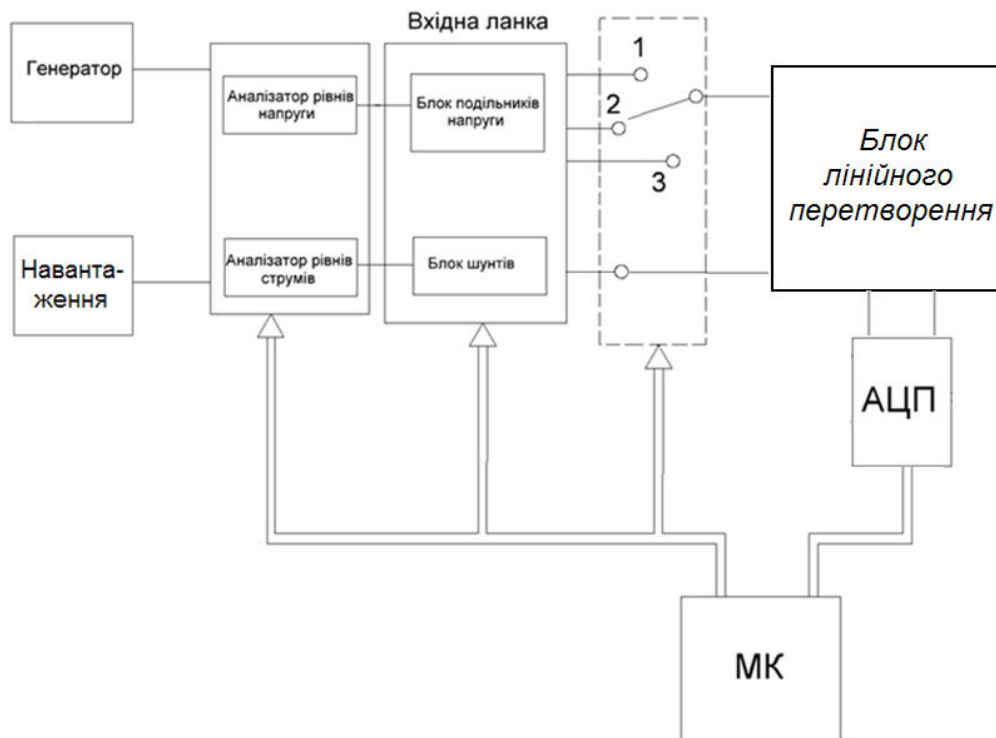 Вхідна ланка
Генератор
Аналізатор рівнів
напруги
Блок подільників
напруги
1
2
3
Блок
лінійного
перетворення
Наванта-
ження
Аналізатор рівнів
струмів
Блок шунтів
АЦП
МК